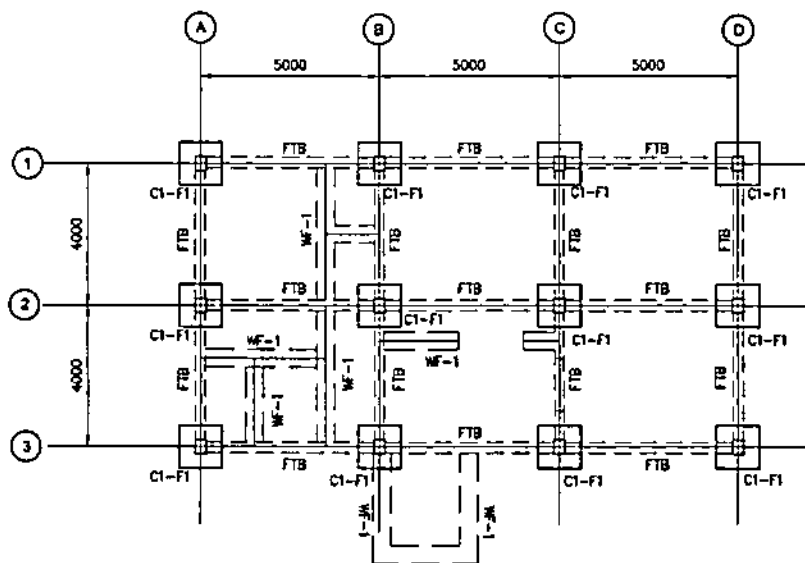 A B C D
5000 5000 5000
1 FTB FTB FTB
C1-F1 C1-F1 C1-F1 C1-F1
4000 FTB WF-1 FTB FTB FTB
2 FTB FTB FTB
C1-F1 C1-F1 C1-F1 C1-F1
WF-1 WF-1
4000 FTB WF-1 WF-1 FTB FTB FTB
3 FTB FTB FTB
C1-F1 C1-F1 C1-F1 C1-F1
WF-1 WF-1